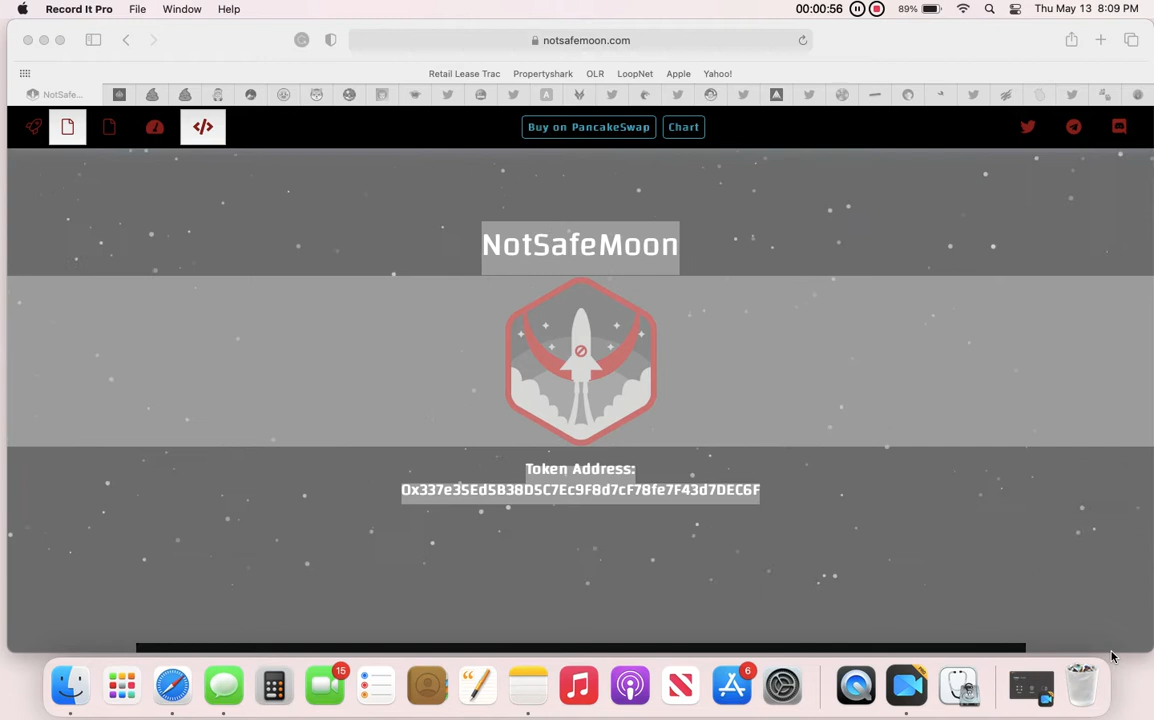 Record It Pro File Window Help 00:00:56 89% Thu May 13 8:09 PM
notsafemoon.com
Retail Lease Trac Propertyshark OLR LoopNet Apple Yahoo!
NotSafe...
Buy on PancakeSwap Chart
NotSafeMoon
Token Address:
0x337e35Ed5B38D5C7Ec9F8d7cF78fe7F43d7DEC6F
15
6